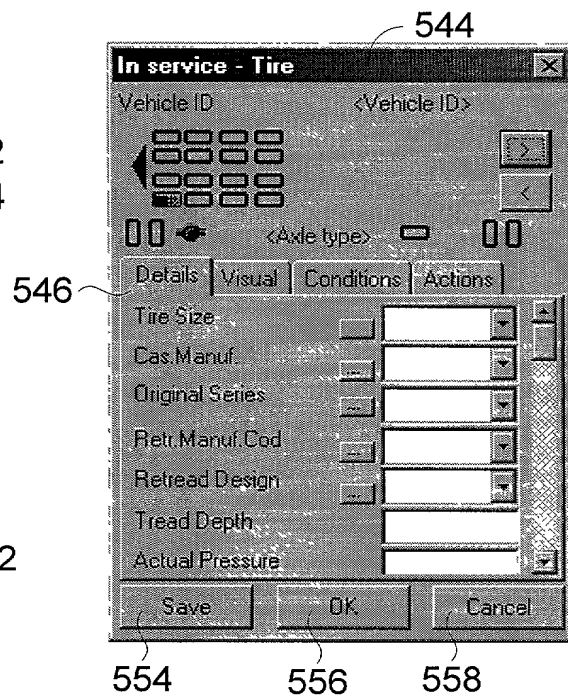 544
In service - Tire
Vehicle ID <Vehicle ID>
2
4
>
<
<Axle type>
546
Details Visual Conditions Actions
Tire Size
Cas.Manuf. ...
Original Series ...
Retr.Manuf.Cod ...
Retread Design ...
Tread Depth
Actual Pressure
2
Save OK Cancel
554 556 558